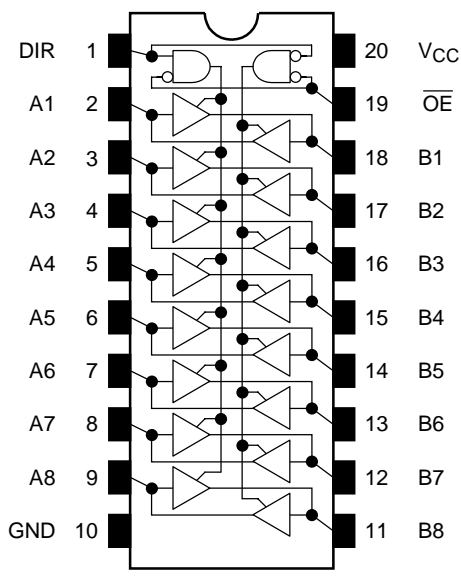 DIR 1 20 VCC
A1 2 19 OE
A2 3 18 B1
A3 4 17 B2
A4 5 16 B3
A5 6 15 B4
A6 7 14 B5
A7 8 13 B6
A8 9 12 B7
GND 10 11 B8